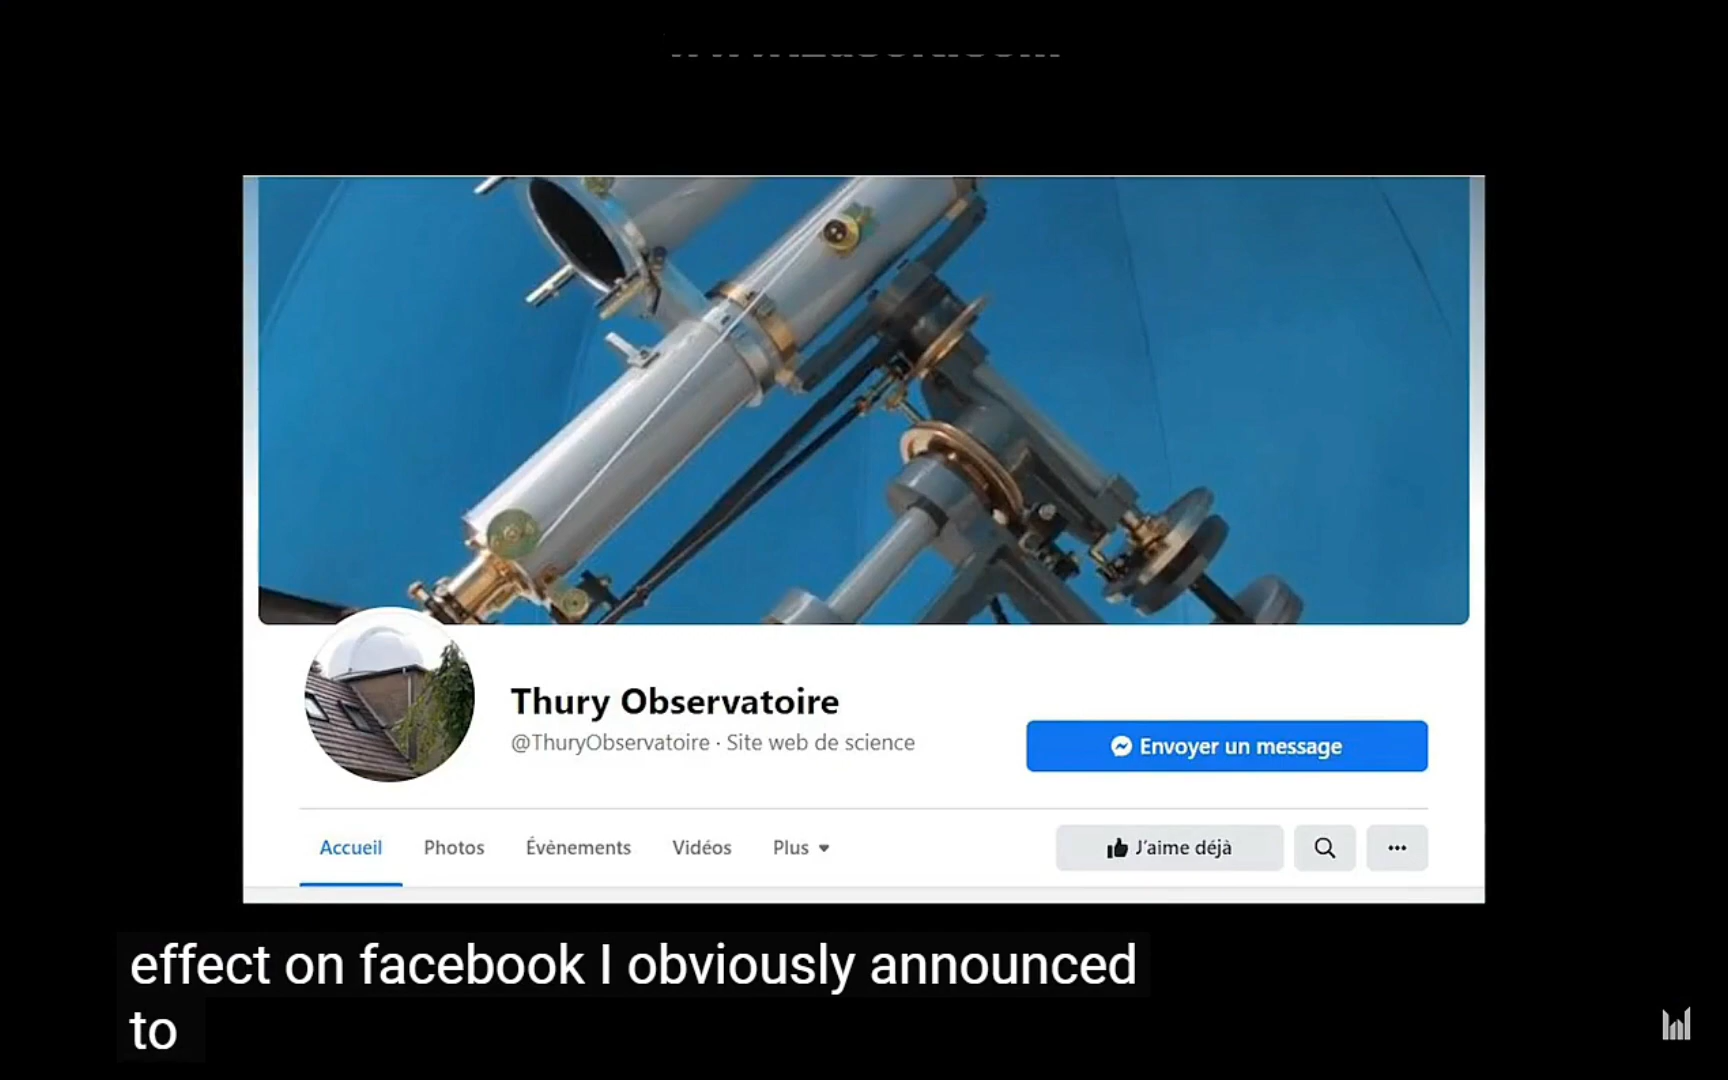 Thury Observatoire
@ThuryObservatoire · Site web de science
Envoyer un message
Accueil Photos Évènements Vidéos Plus J'aime déjà
effect on facebook I obviously announced
to